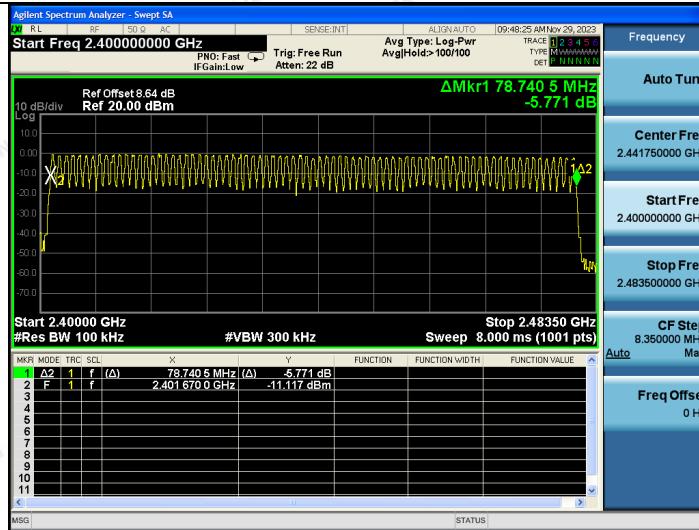 Agilent Spectrum Analyzer - Swept SA
LXI RL RF 50 Ω AC SENSE:INT ALIGNAUTO 09:48:25 AM Nov 29, 2023
Start Freq 2.400000000 GHz
PNO: Fast
IFGain:Low
Trig: Free Run
Atten: 22 dB
Avg Type: Log-Pwr
Avg|Hold:> 100/100
TRACE 1 2 3 4 5 6
TYPE M W W W W W
DET P N N N N N
Frequency
Auto Tun
ΔMkr1 78.740 5 MHz
-5.771 dB
Ref Offset 8.64 dB
Ref 20.00 dBm
10 dB/div
Log
10.0
0.00
-10.0
-20.0
-30.0
-40.0
-50.0
-60.0
-70.0
2
1Δ2
Center Fre
2.441750000 GH
Start Fre
2.400000000 GH
Stop Fre
2.483500000 GH
CF Ste
8.350000 MH
Auto Ma
Freq Offse
0 H
Start 2.40000 GHz
Stop 2.48350 GHz
#Res BW 100 kHz #VBW 300 kHz Sweep 8.000 ms (1001 pts)
MKR MODE TRC SCL X Y FUNCTION FUNCTION WIDTH FUNCTION VALUE
1 Δ2 1 f (Δ) 78.740 5 MHz (Δ) -5.771 dB
2 F 1 f 2.401 670 0 GHz -11.117 dBm
3
4
5
6
7
8
9
10
11
MSG STATUS